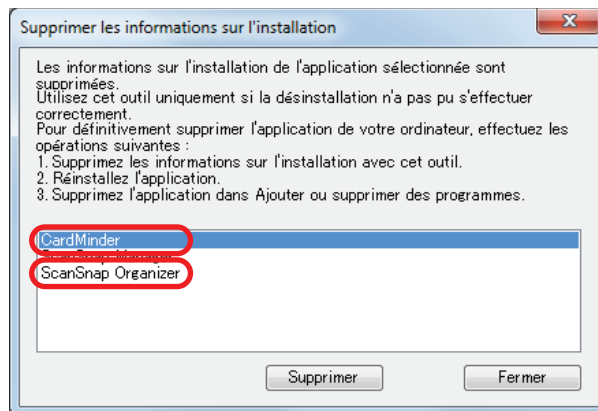 Supprimer les informations sur l'installation
Les informations sur l'installation de l'application sélectionnée sont
supprimées.
Utilisez cet outil uniquement si la désinstallation n'a pas pu s'effectuer
correctement.
Pour définitivement supprimer l'application de votre ordinateur, effectuez les
opérations suivantes :
1. Supprimez les informations sur l'installation avec cet outil.
2. Réinstallez l'application.
3. Supprimez l'application dans Ajouter ou supprimer des programmes.
CardMinder
ScanSnap Manager
ScanSnap Organizer
Supprimer
Fermer